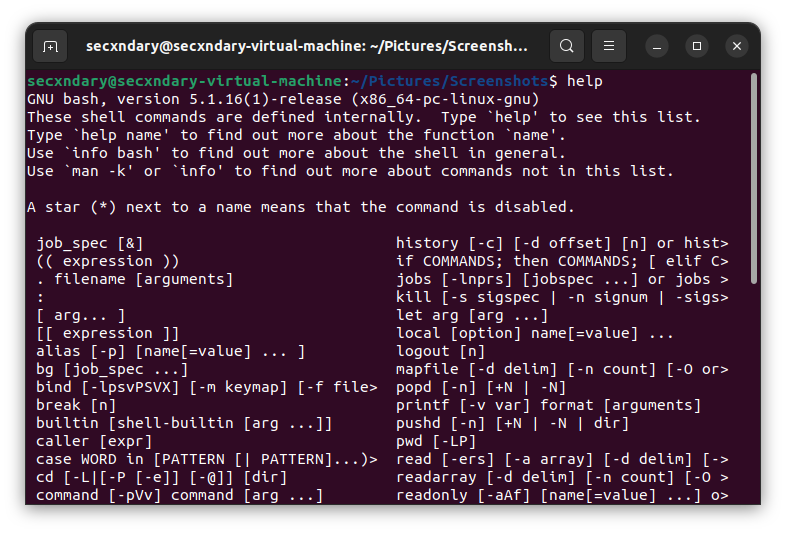 secxndary@secxndary-virtual-machine: ~/Pictures/Screensh...
secxndary@secxndary-virtual-machine:~/Pictures/Screenshots$ help
GNU bash, version 5.1.16(1)-release (x86_64-pc-linux-gnu)
These shell commands are defined internally.  Type `help' to see this list.
Type `help name' to find out more about the function `name'.
Use `info bash' to find out more about the shell in general.
Use `man -k' or `info' to find out more about commands not in this list.

A star (*) next to a name means that the command is disabled.

 job_spec [&]                            history [-c] [-d offset] [n] or hist>
 (( expression ))                        if COMMANDS; then COMMANDS; [ elif C>
 . filename [arguments]                  jobs [-lnprs] [jobspec ...] or jobs >
 :                                       kill [-s sigspec | -n signum | -sigs>
 [ arg... ]                              let arg [arg ...]
 [[ expression ]]                        local [option] name[=value] ...
 alias [-p] [name[=value] ... ]          logout [n]
 bg [job_spec ...]                       mapfile [-d delim] [-n count] [-O or>
 bind [-lpsvPSVX] [-m keymap] [-f file>  popd [-n] [+N | -N]
 break [n]                               printf [-v var] format [arguments]
 builtin [shell-builtin [arg ...]]       pushd [-n] [+N | -N | dir]
 caller [expr]                           pwd [-LP]
 case WORD in [PATTERN [| PATTERN]...)>  read [-ers] [-a array] [-d delim] [->
 cd [-L|[-P [-e]] [-@]] [dir]            readarray [-d delim] [-n count] [-O >
 command [-pVv] command [arg ...]        readonly [-aAf] [name[=value] ...] o>